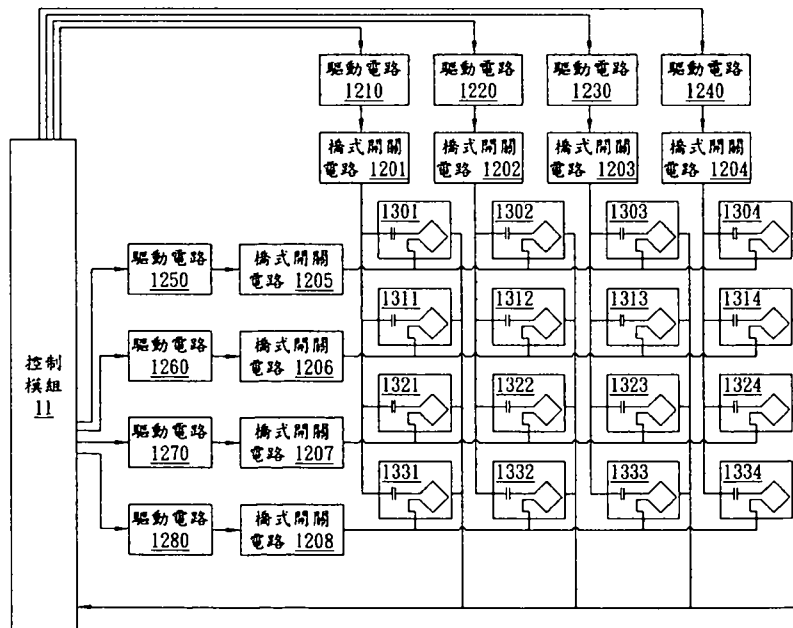 驅動電路
1210
驅動電路
1220
驅動電路
1230
驅動電路
1240
橋式開關
電路 1201
橋式開關
電路 1202
橋式開關
電路 1203
橋式開關
電路 1204
1301
1302
1303
1304
驅動電路
1250
橋式開關
電路 1205
1311
1312
1313
1314
控制
模組
11
驅動電路
1260
橋式開關
電路 1206
1321
1322
1323
1324
驅動電路
1270
橋式開關
電路 1207
1331
1332
1333
1334
驅動電路
1280
橋式開關
電路 1208